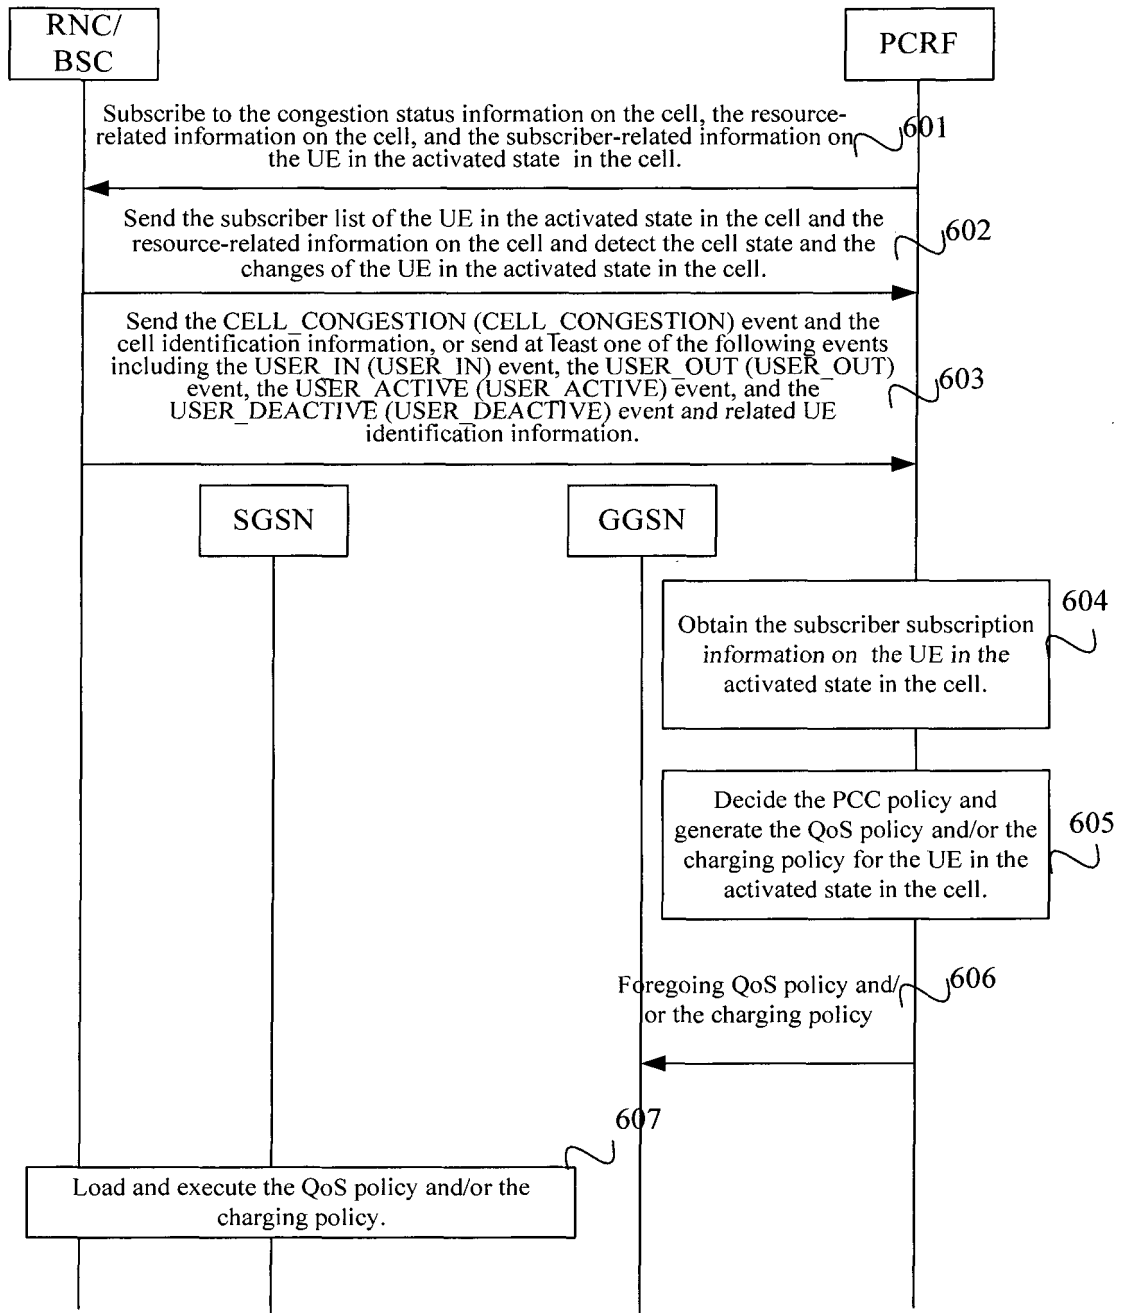 RNC/
BSC
PCRF
Subscribe to the congestion status information on the cell, the resource-
related information on the cell, and the subscriber-related information on
the UE in the activated state in the cell.
601
Send the subscriber list of the UE in the activated state in the cell and the
resource-related information on the cell and detect the cell state and the
changes of the UE in the activated state in the cell.
602
Send the CELL_CONGESTION (CELL_CONGESTION) event and the
cell identification information, or send at least one of the following events
including the USER_IN (USER_IN) event, the USER_OUT (USER_OUT)
event, the USER_ACTIVE (USER_ACTIVE) event, and the
USER_DEACTIVE (USER_DEACTIVE) event and related UE
identification information.
603
SGSN
GGSN
604
Obtain the subscriber subscription
information on the UE in the
activated state in the cell.
605
Decide the PCC policy and
generate the QoS policy and/or the
charging policy for the UE in the
activated state in the cell.
606
Foregoing QoS policy and/
or the charging policy
607
Load and execute the QoS policy and/or the
charging policy.